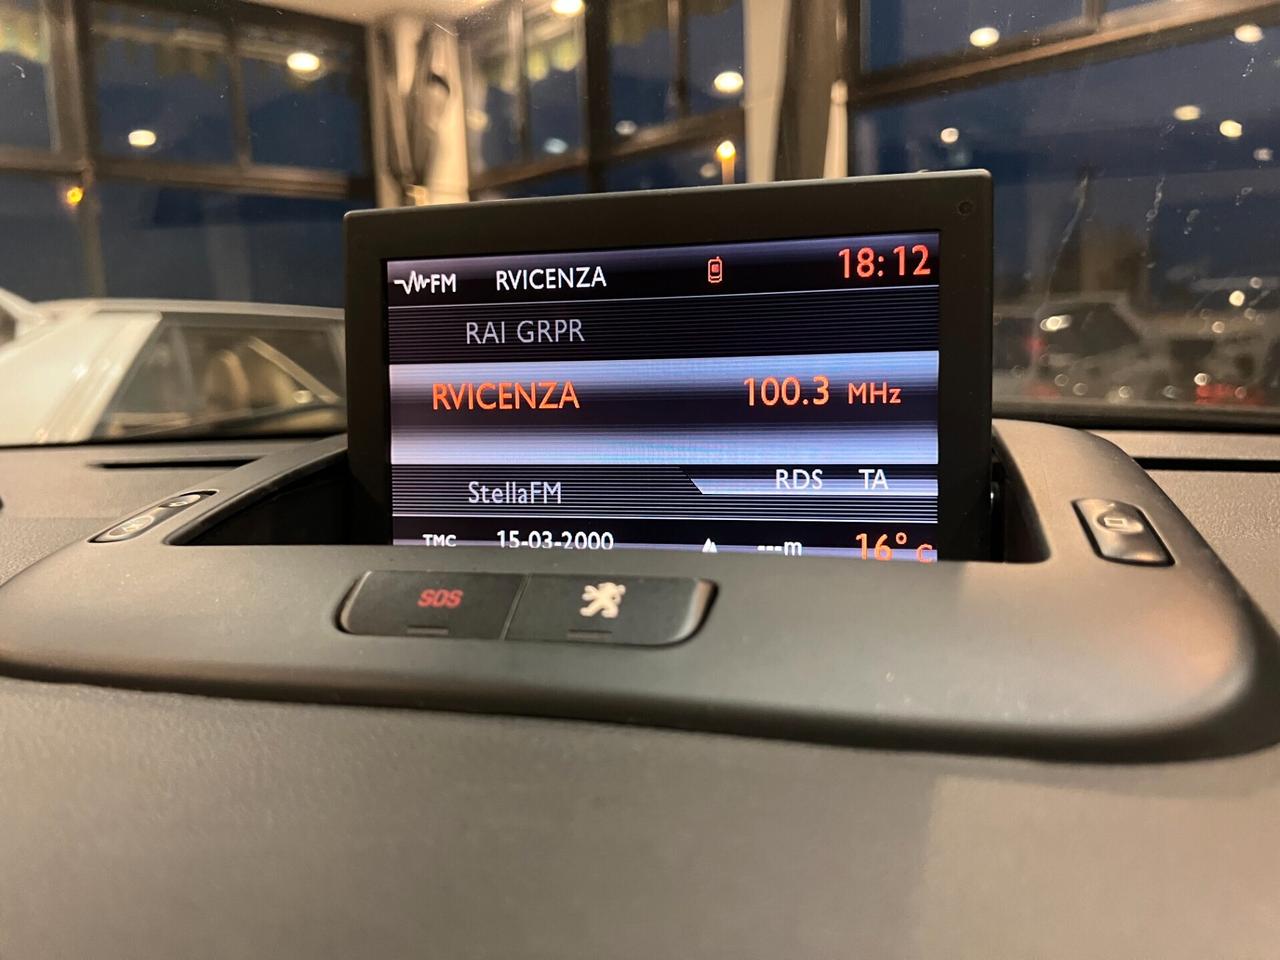 FM RVICENZA 18:12
RAI GRPR
RVICENZA 100.3 MHz
RDS TA
StellaFM
TMC 15-03-2000 ---m 16° C
SOS